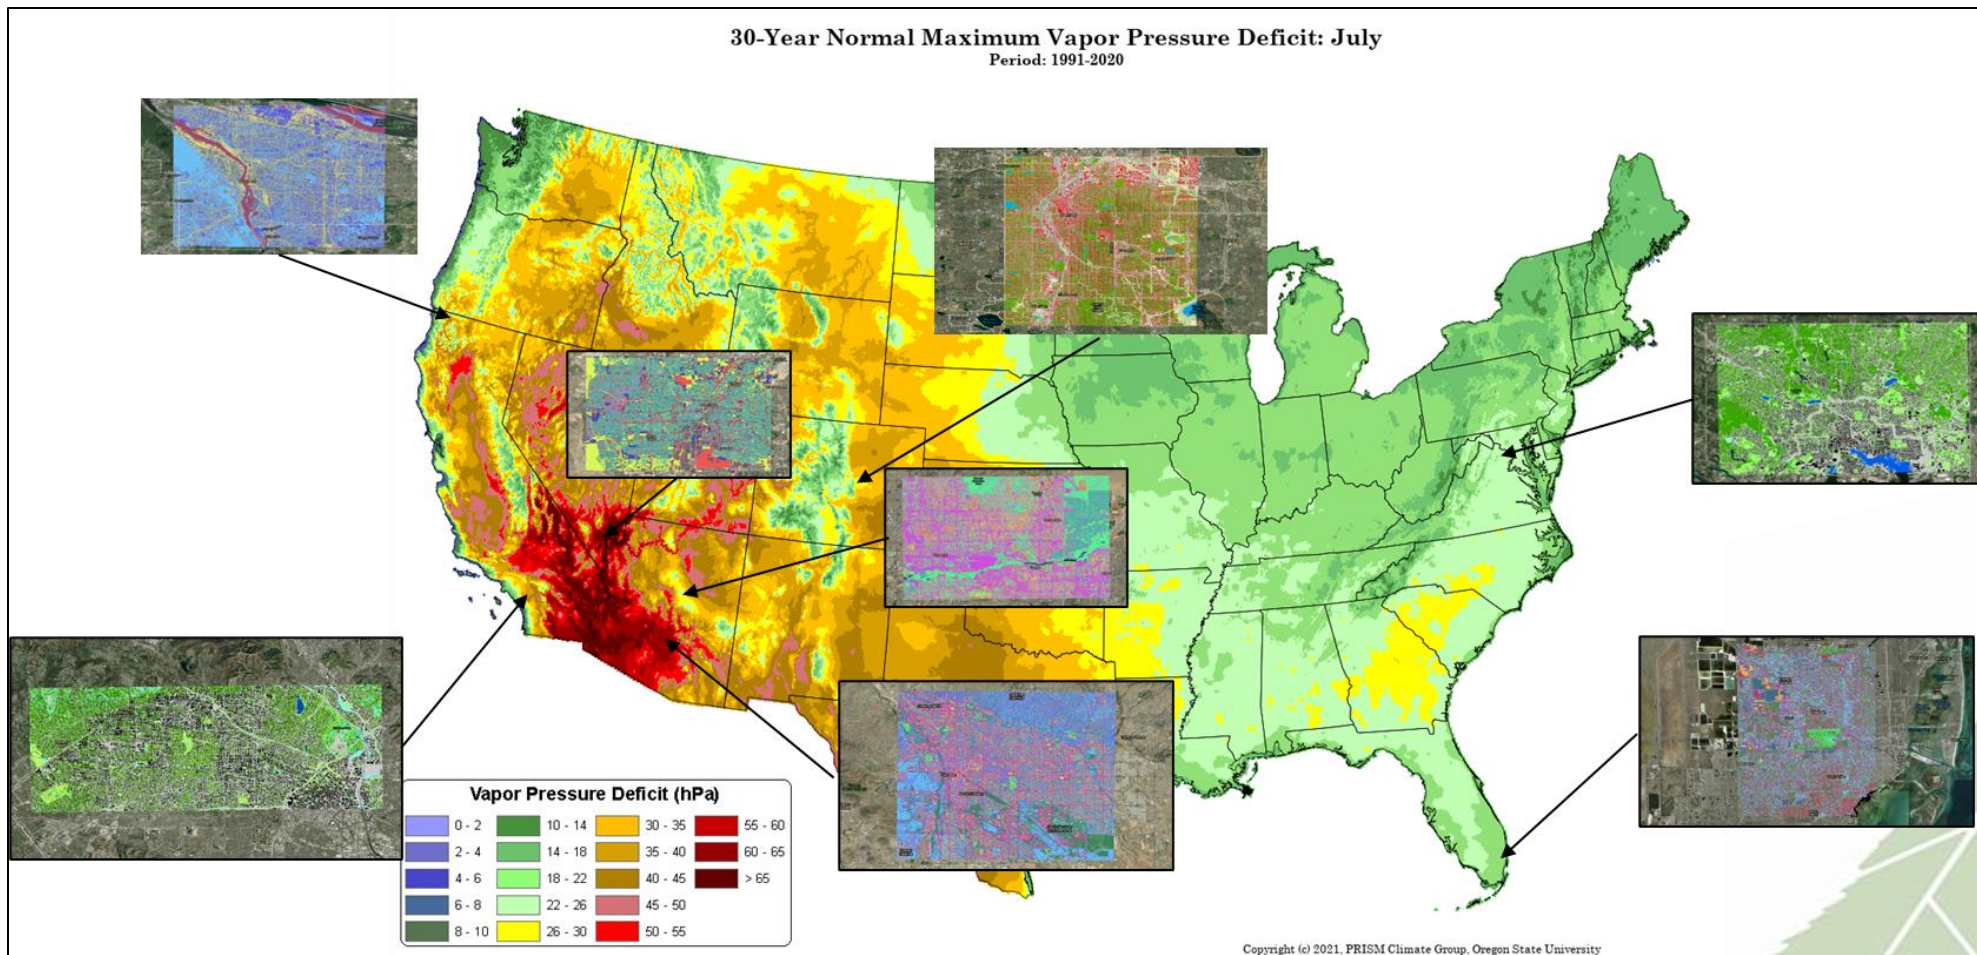 30-Year Normal Maximum Vapor Pressure Deficit: July
Period: 1991-2020
Vapor Pressure Deficit (hPa)
0 - 2 10 - 14 30 - 35 55 - 60
2 - 4 14 - 18 35 - 40 60 - 65
4 - 6 18 - 22 40 - 45 > 65
6 - 8 22 - 26 45 - 50
8 - 10 26 - 30 50 - 55
Copyright (c) 2021, PRISM Climate Group, Oregon State University